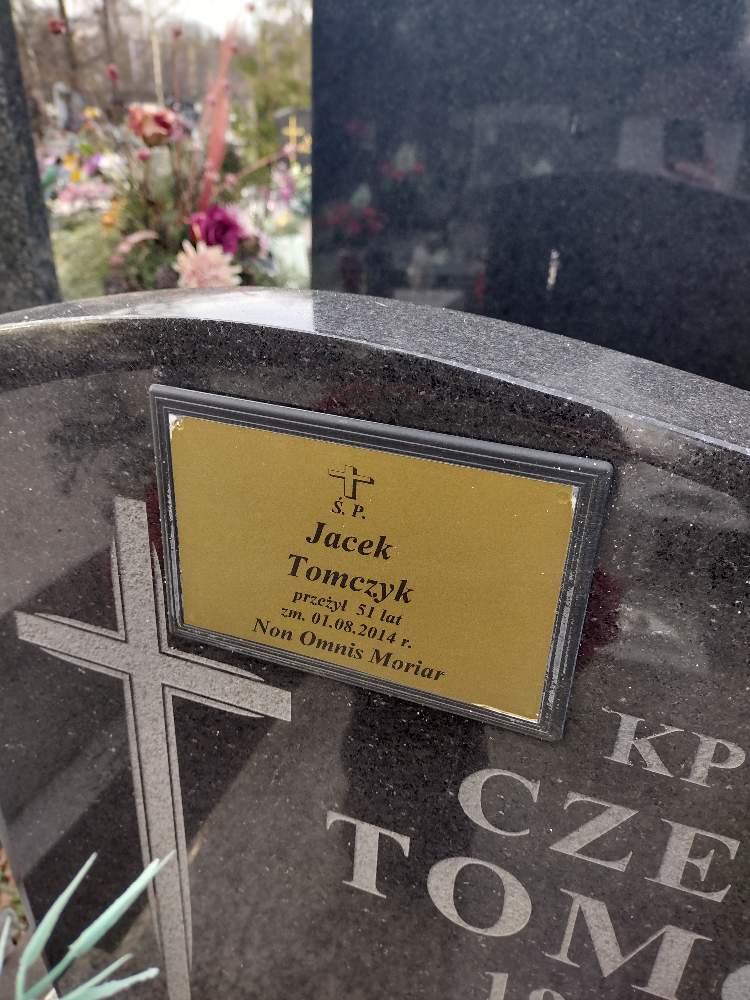 Ś. P.
Jacek
Tomczyk
przeżył 51 lat
zm. 01.08.2014 r.
Non Omnis Moriar
KP
CZE
TOM